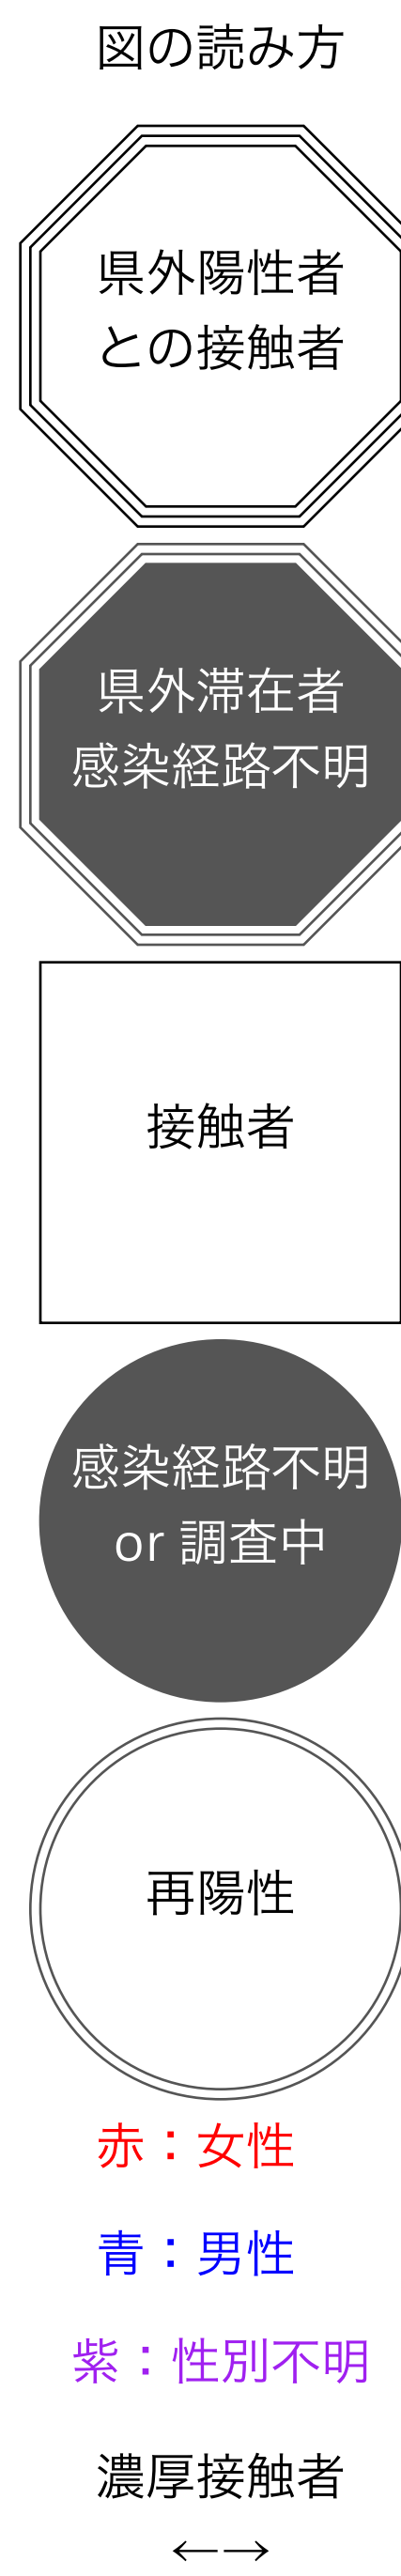 図の読み方
県外陽性者
との接触者
県外滞在者
感染経路不明
接触者
感染経路不明
or 調査中
再陽性
赤：女性
青：男性
紫：性別不明
濃厚接触者
←→